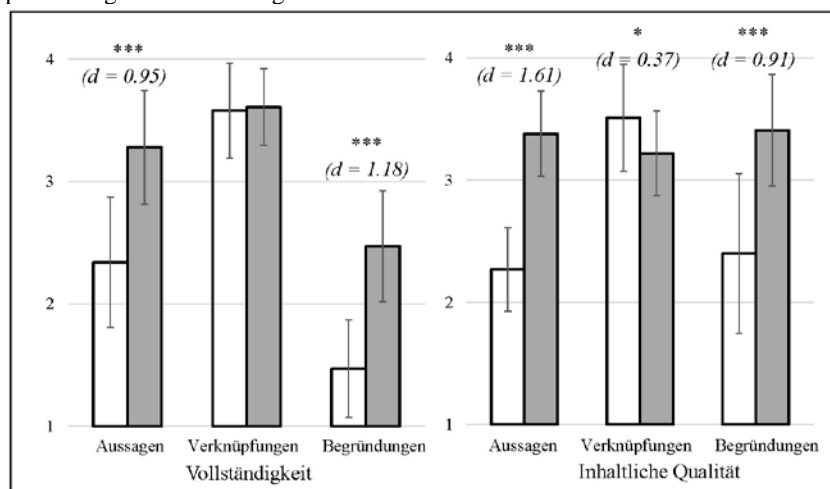 ***
(d = 0.95)
***
(d = 1.18)
4
3
2
1
Aussagen Verknüpfungen Begründungen
Vollständigkeit
***
(d = 1.61)
*
(d = 0.37)
***
(d = 0.91)
4
3
2
1
Aussagen Verknüpfungen Begründungen
Inhaltliche Qualität